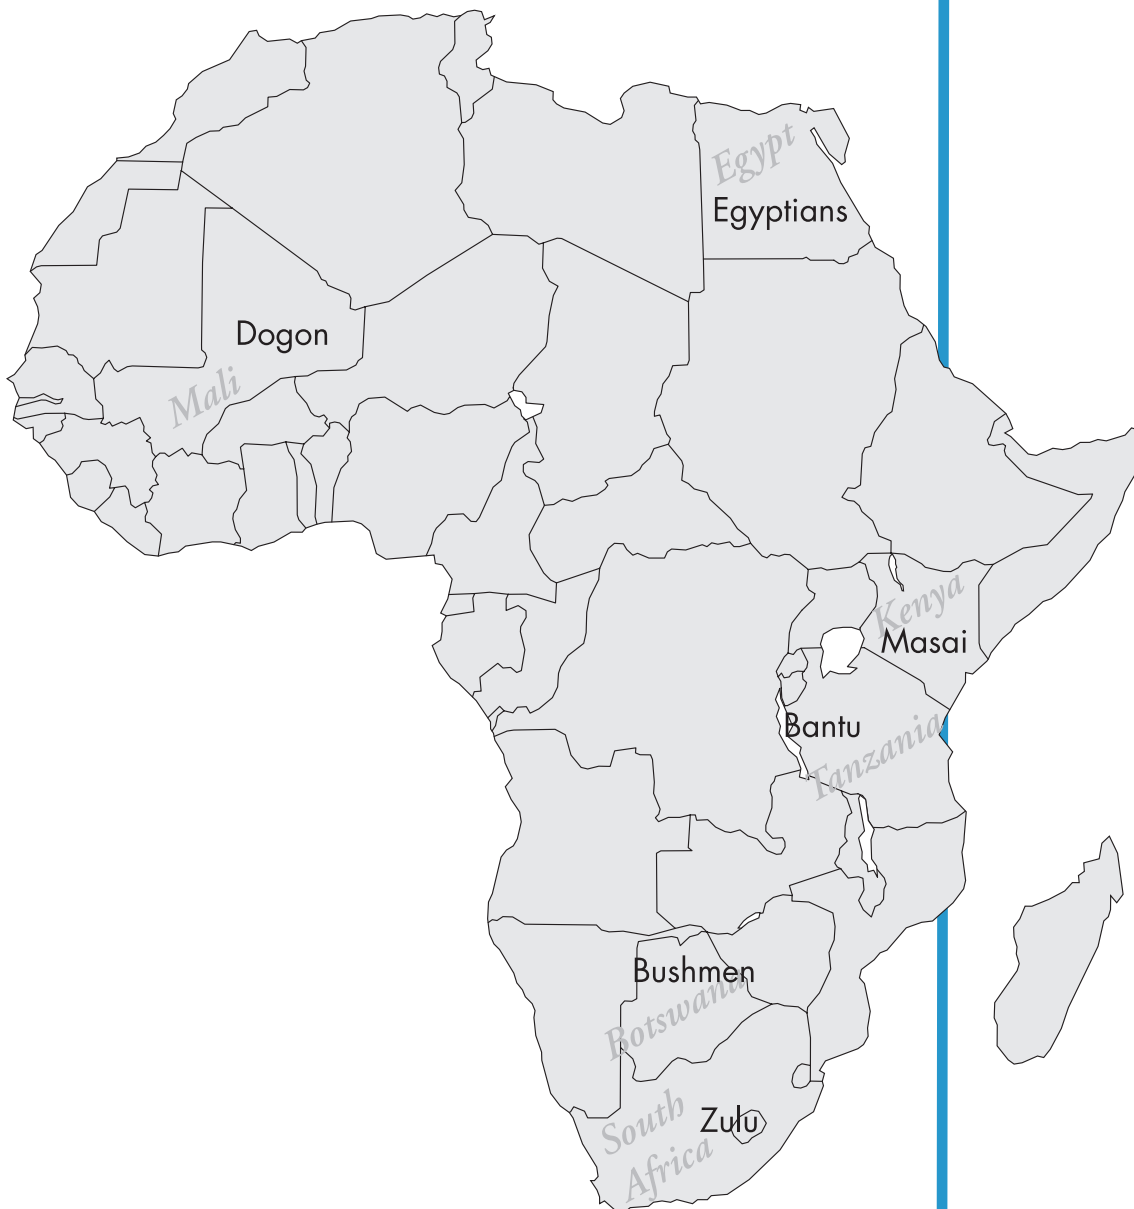 Egypt
Egyptians
Dogon
Mali
Kenya
Masai
Bantu
Tanzania
Bushmen
Botswana
Zulu
South
Africa